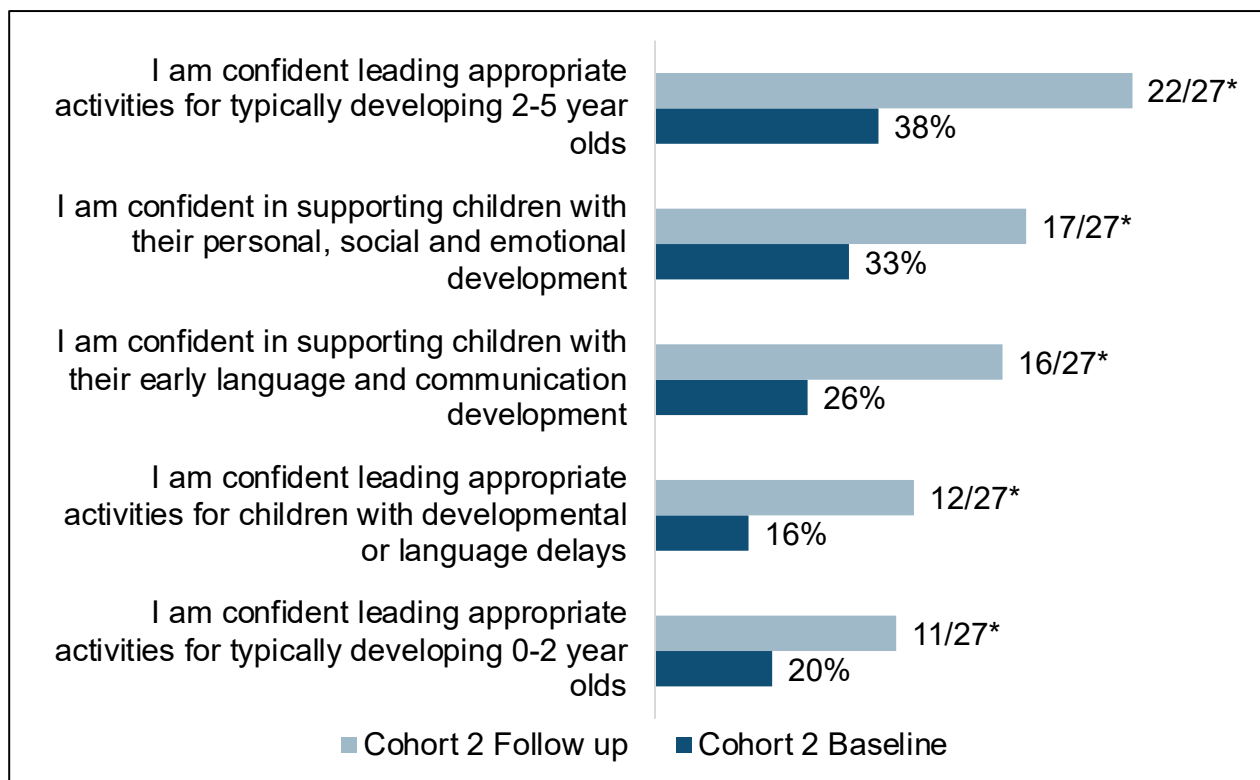 I am confident leading appropriate
activities for typically developing 2-5 year
olds
22/27*
38%
I am confident in supporting children with
their personal, social and emotional
development
17/27*
33%
I am confident in supporting children with
their early language and communication
development
16/27*
26%
I am confident leading appropriate
activities for children with developmental
or language delays
12/27*
16%
I am confident leading appropriate
activities for typically developing 0-2 year
olds
11/27*
20%
Cohort 2 Follow up
Cohort 2 Baseline